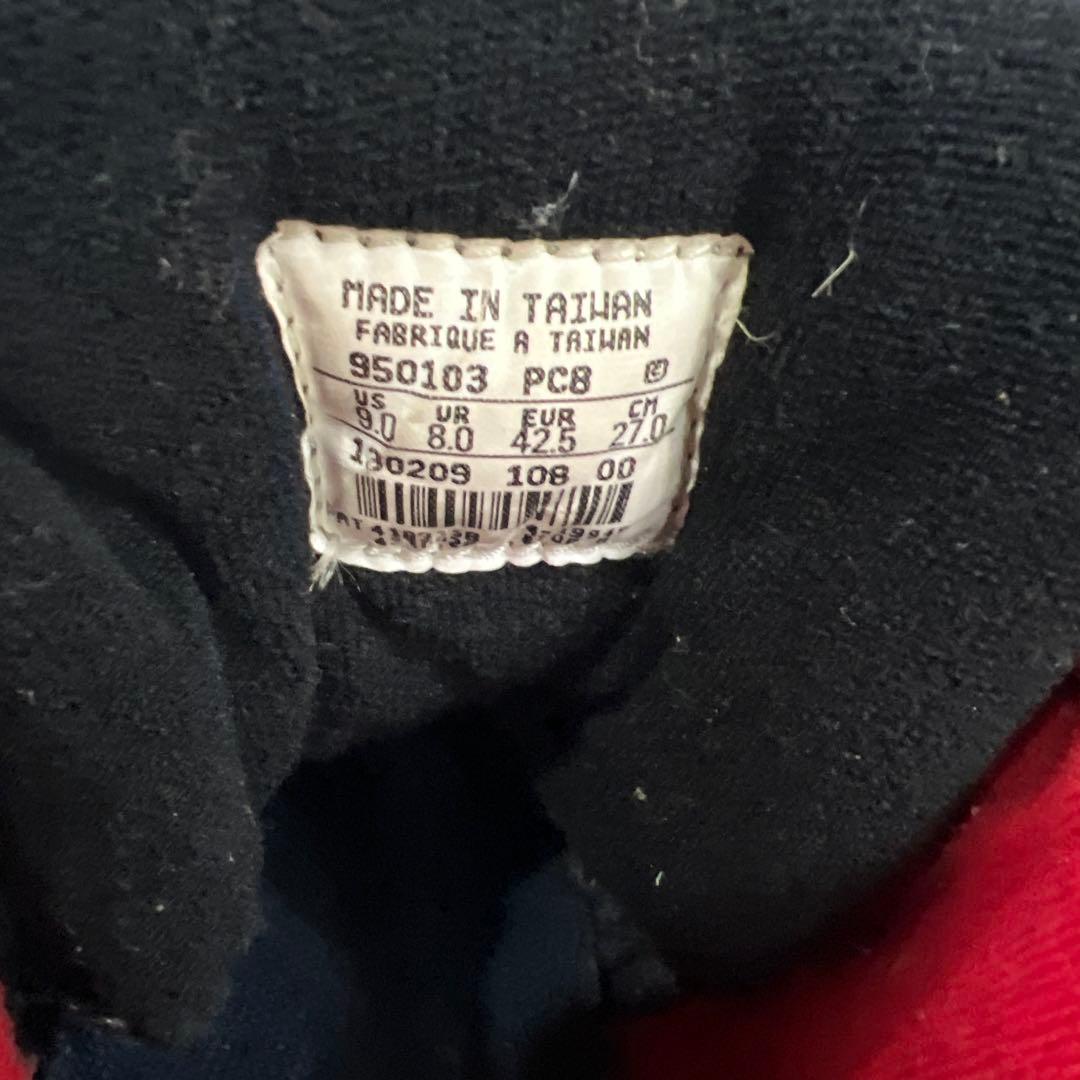 MADE IN TAIWAN
FABRIQUE A TAIWAN
950103 PC8
US UR EUR CM
9.0 8.0 42.5 27.0
130209 108 00